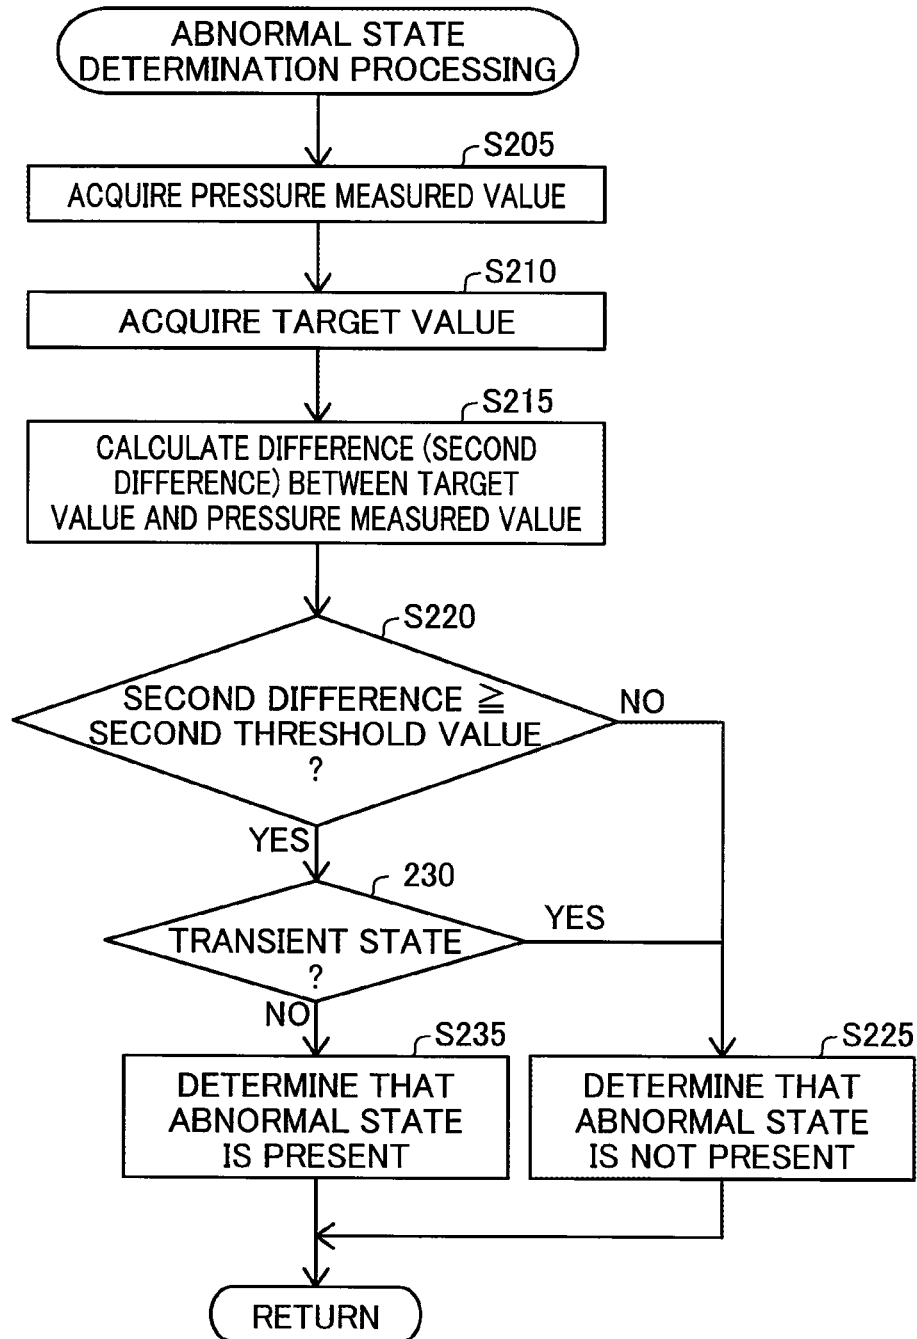 ABNORMAL STATE
DETERMINATION PROCESSING
S205
ACQUIRE PRESSURE MEASURED VALUE
S210
ACQUIRE TARGET VALUE
S215
CALCULATE DIFFERENCE (SECOND
DIFFERENCE) BETWEEN TARGET
VALUE AND PRESSURE MEASURED VALUE
S220
SECOND DIFFERENCE ≧
SECOND THRESHOLD VALUE
?
NO
YES
230
TRANSIENT STATE
?
YES
NO
S235
DETERMINE THAT
ABNORMAL STATE
IS PRESENT
S225
DETERMINE THAT
ABNORMAL STATE
IS NOT PRESENT
RETURN